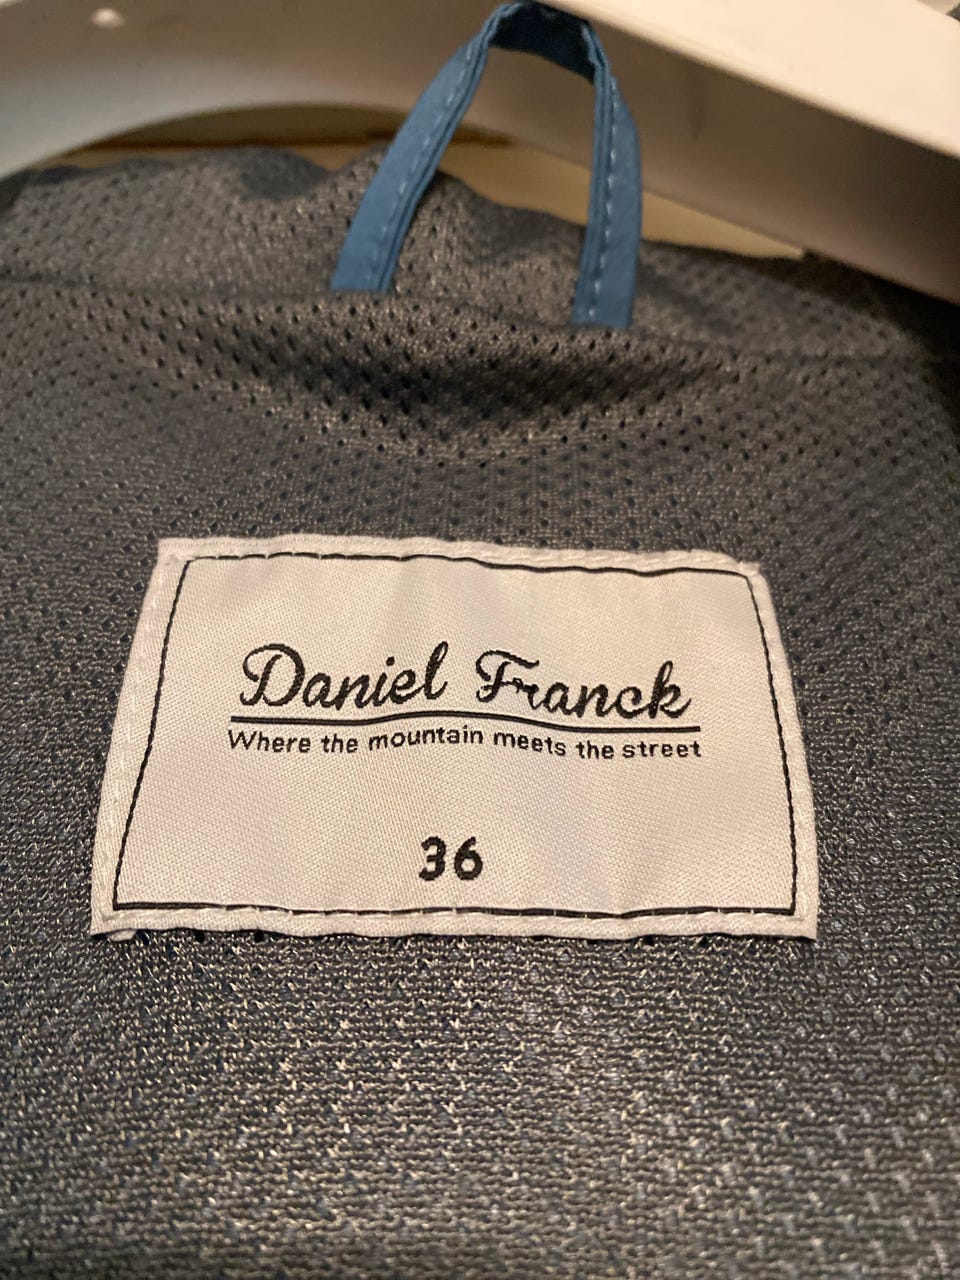 Daniel Franck
Where the mountain meets the street
36